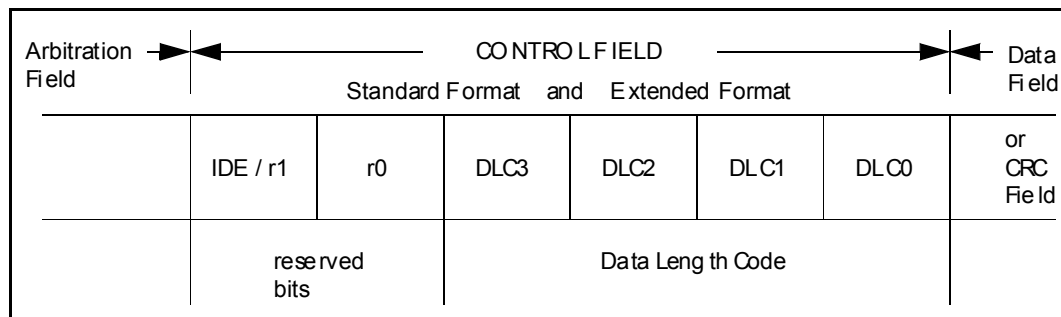 Arbitration Field
CONTROL FIELD
Data Field
Standard Format and Extended Format
IDE / r1
r0
DLC3
DLC2
DLC1
DLC0
or CRC Field
reserved bits
Data Length Code